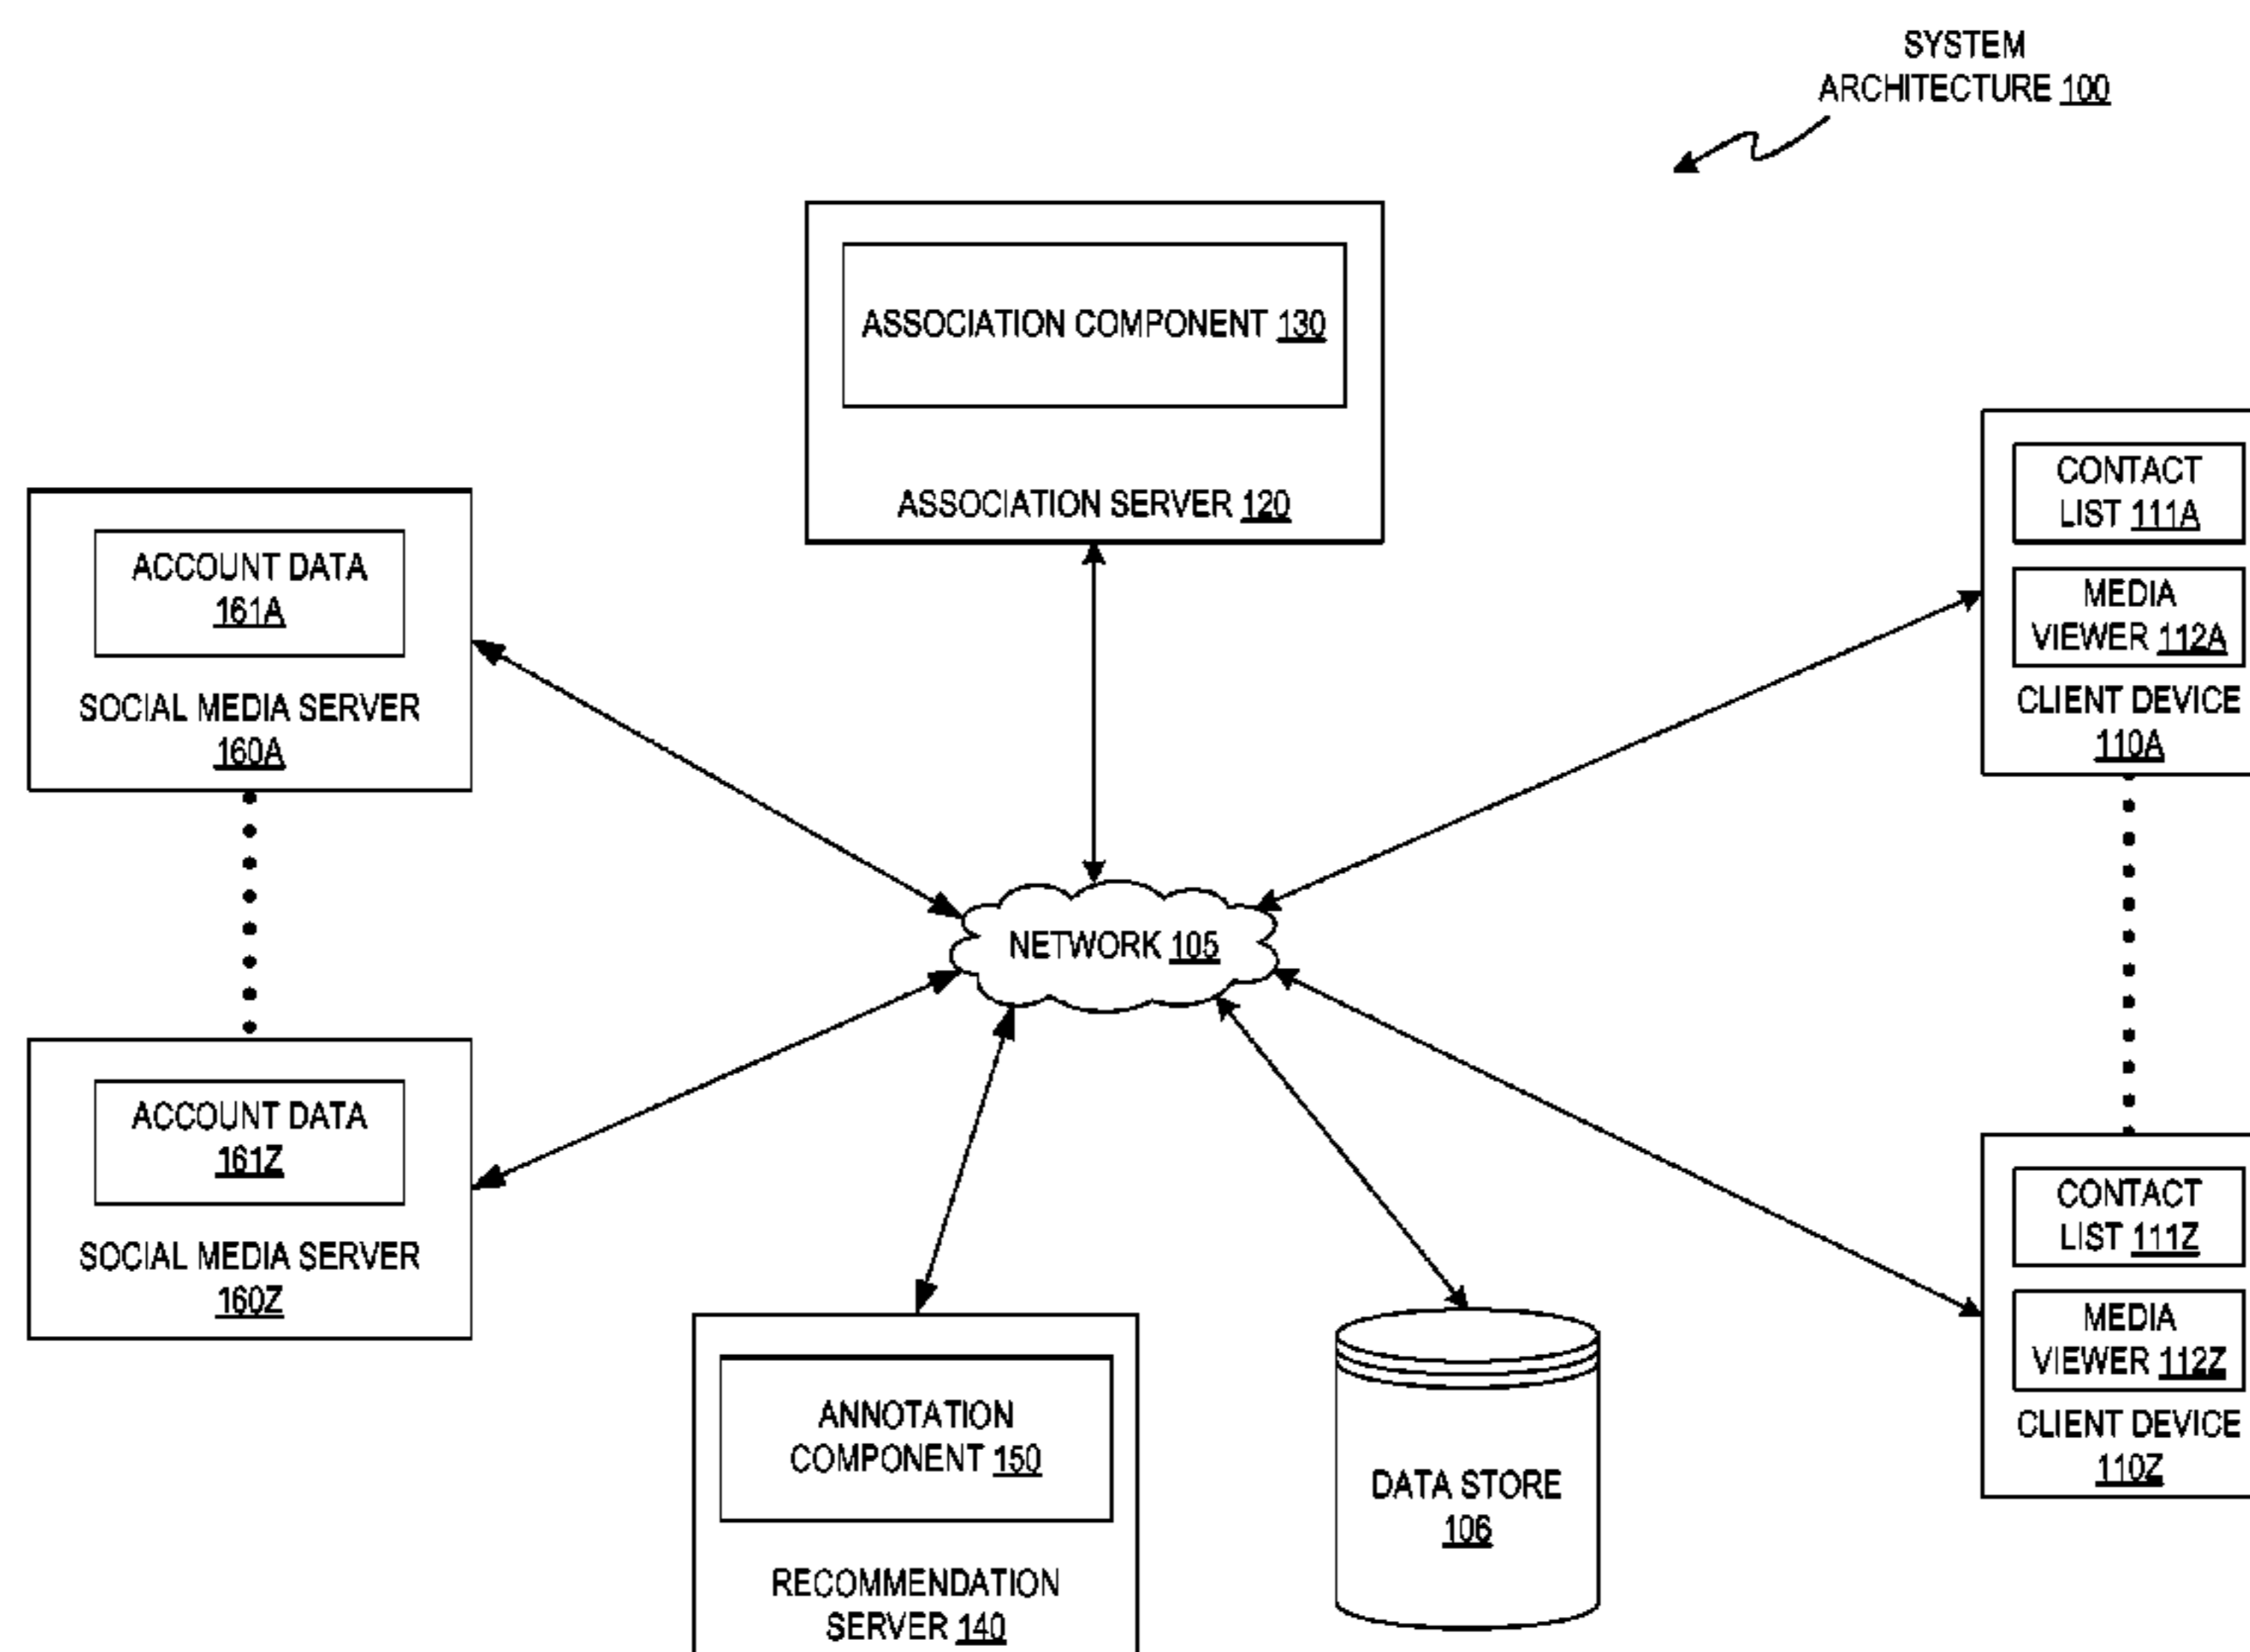 SYSTEM
ARCHITECTURE 100
ASSOCIATION COMPONENT 130
ASSOCIATION SERVER 120
ACCOUNT DATA
161A
SOCIAL MEDIA SERVER
160A
CONTACT
LIST 111A
MEDIA
VIEWER 112A
CLIENT DEVICE
110A
NETWORK 105
ACCOUNT DATA
161Z
SOCIAL MEDIA SERVER
160Z
ANNOTATION
COMPONENT 150
RECOMMENDATION
SERVER 140
DATA STORE
106
CONTACT
LIST 111Z
MEDIA
VIEWER 112Z
CLIENT DEVICE
110Z